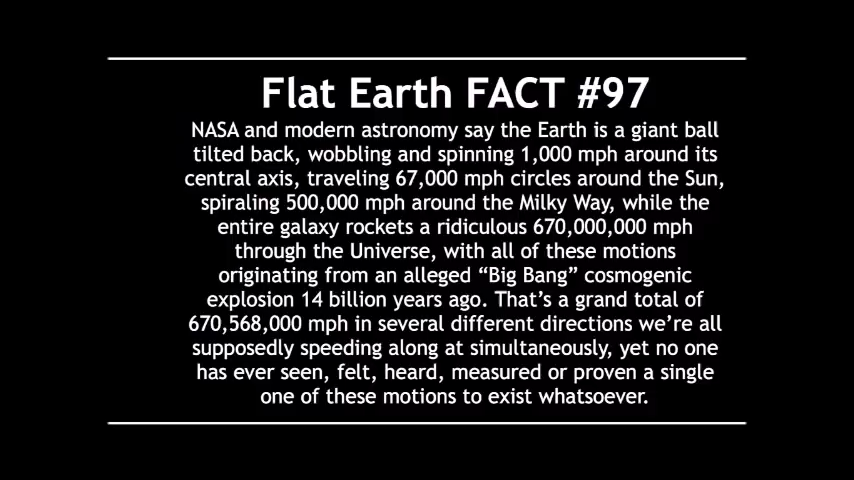 Flat Earth FACT #97
NASA and modern astronomy say the Earth is a giant ball
tilted back, wobbling and spinning 1,000 mph around its
central axis, traveling 67,000 mph circles around the Sun,
spiraling 500,000 mph around the Milky Way, while the
entire galaxy rockets a ridiculous 670,000,000 mph
through the Universe, with all of these motions
originating from an alleged “Big Bang” cosmogenic
explosion 14 billion years ago. That’s a grand total of
670,568,000 mph in several different directions we’re all
supposedly speeding along at simultaneously, yet no one
has ever seen, felt, heard, measured or proven a single
one of these motions to exist whatsoever.